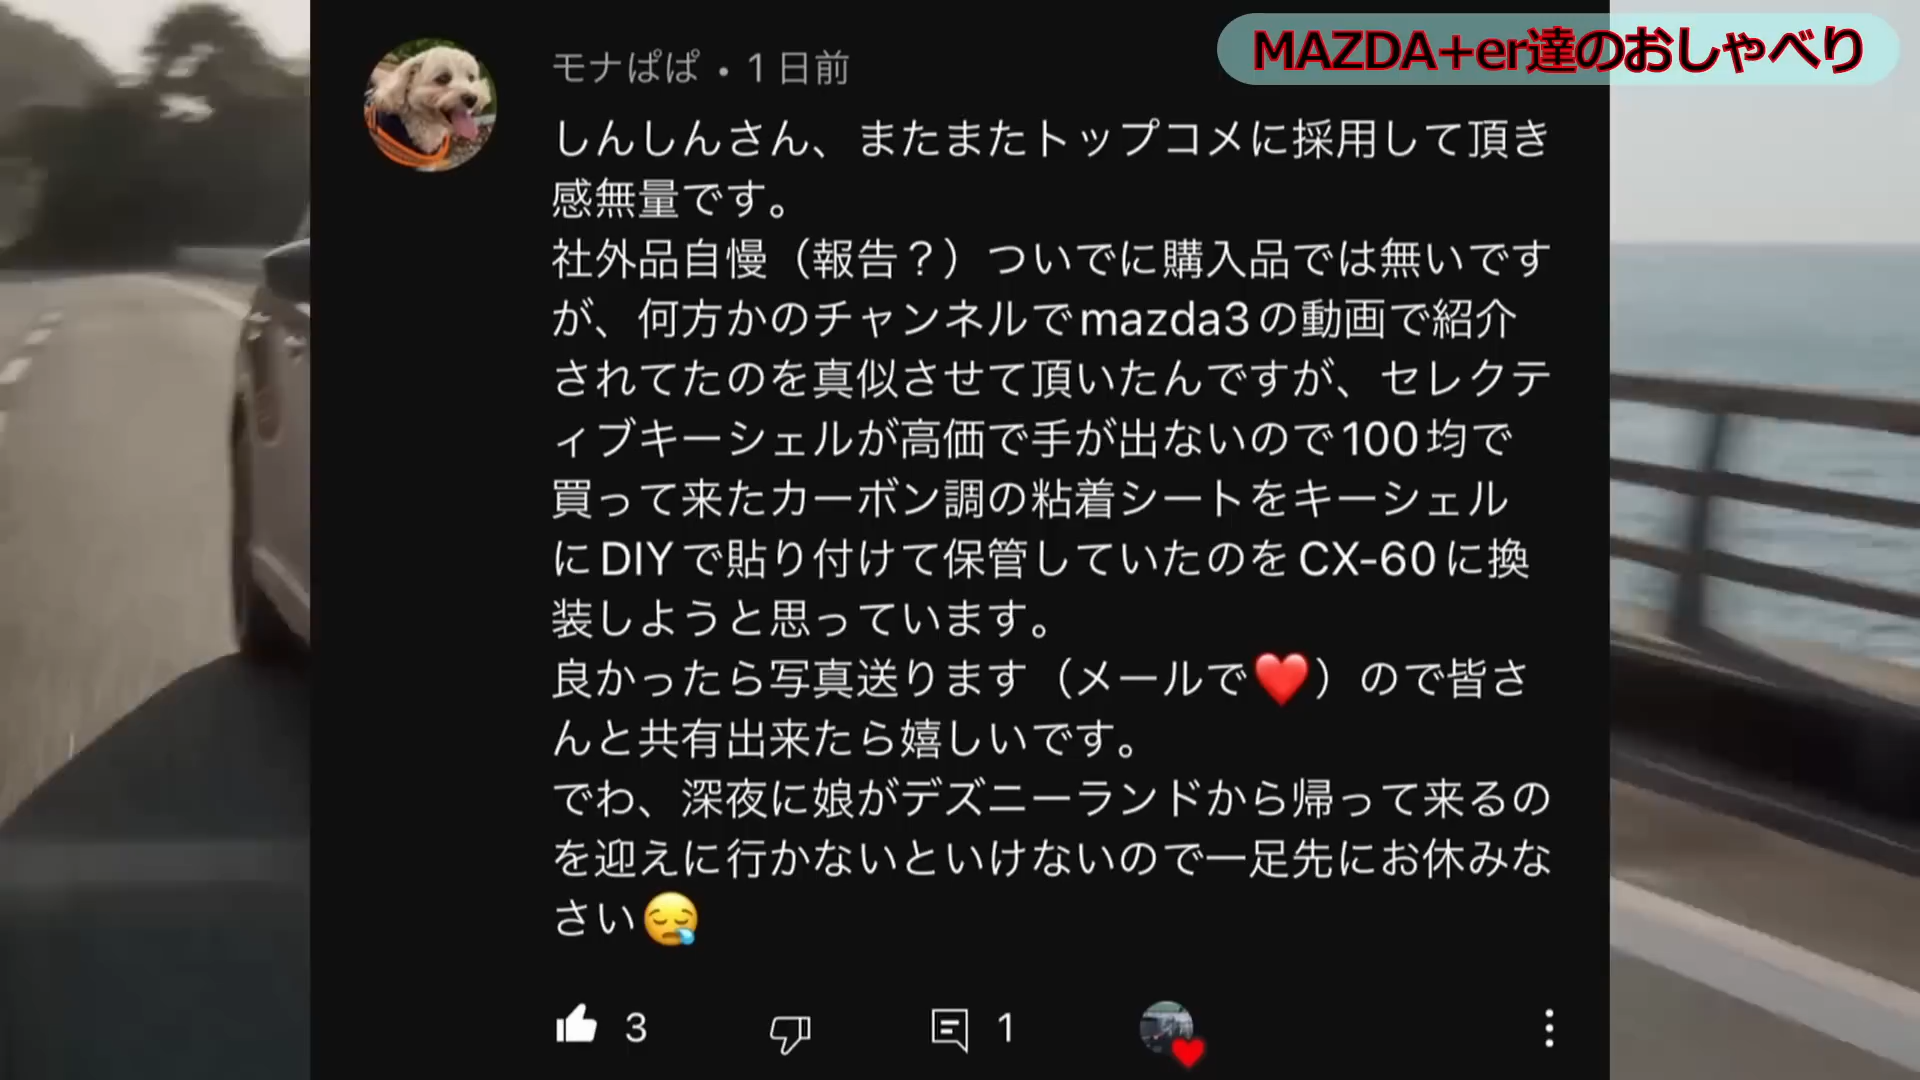 MAZDA+er達のおしゃべり
モナぱぱ・1日前
しんしんさん、またまたトップコメに採用して頂き
感無量です。
社外品自慢（報告？）ついでに購入品では無いです
が、何方かのチャンネルでmazda3の動画で紹介
されてたのを真似させて頂いたんですが、セレクテ
ィブキーシェルが高価で手が出ないので100均で
買って来たカーボン調の粘着シートをキーシェル
にDIYで貼り付けて保管していたのをCX-60に換
装しようと思っています。
良かったら写真送ります（メールで❤️）ので皆さ
んと共有出来たら嬉しいです。
でわ、深夜に娘がデズニーランドから帰って来るの
を迎えに行かないといけないので一足先にお休みな
さい😪
3 1